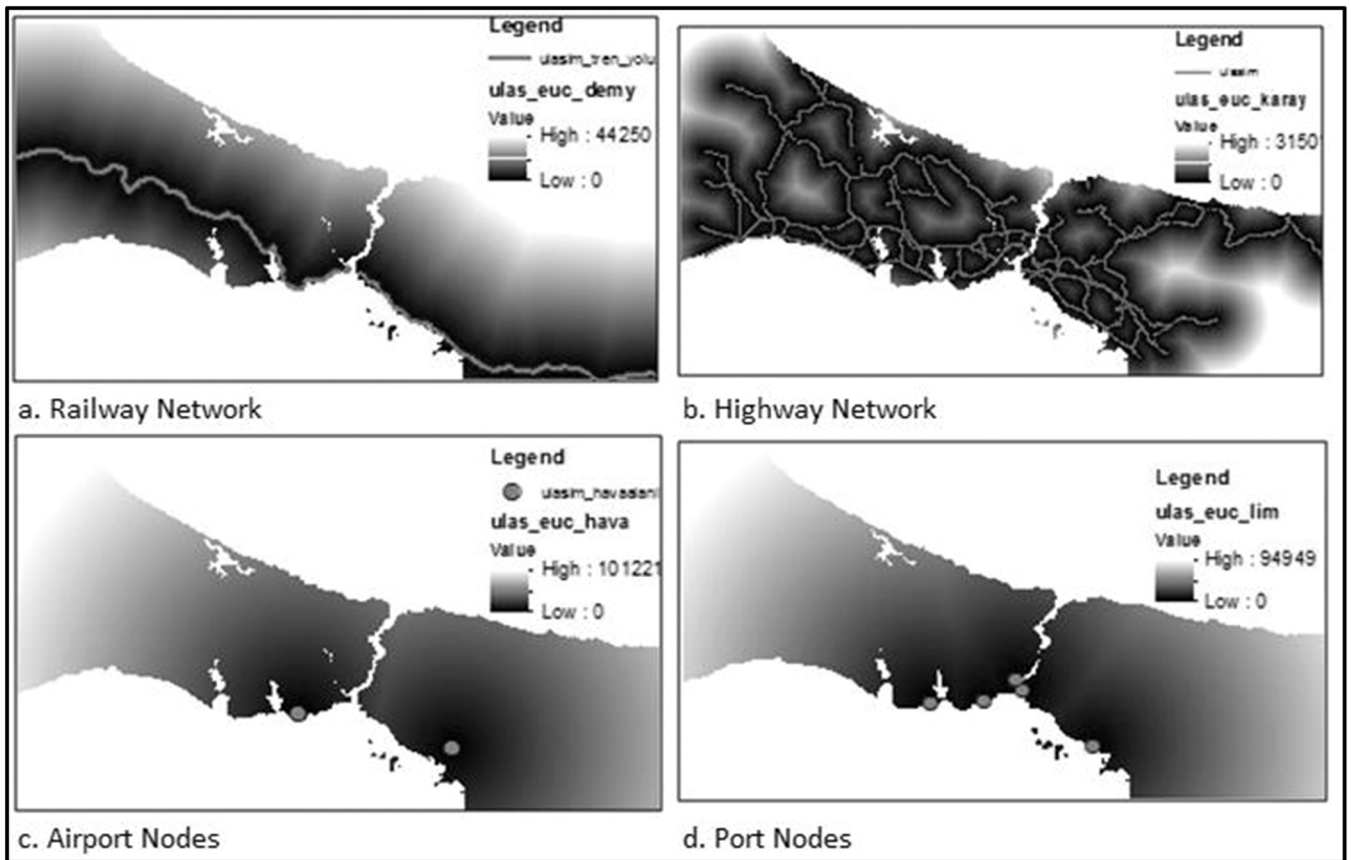 Legend
ulasim_tren_yolu
ulas_euc_demy
Value
High : 44250
Low : 0
a. Railway Network
Legend
ulasim
ulas_euc_karay
Value
High : 3150
Low : 0
b. Highway Network
Legend
ulasim_havaalani
ulas_euc_hava
Value
High : 101221
Low : 0
c. Airport Nodes
Legend
ulas_euc_lim
Value
High : 94949
Low : 0
d. Port Nodes